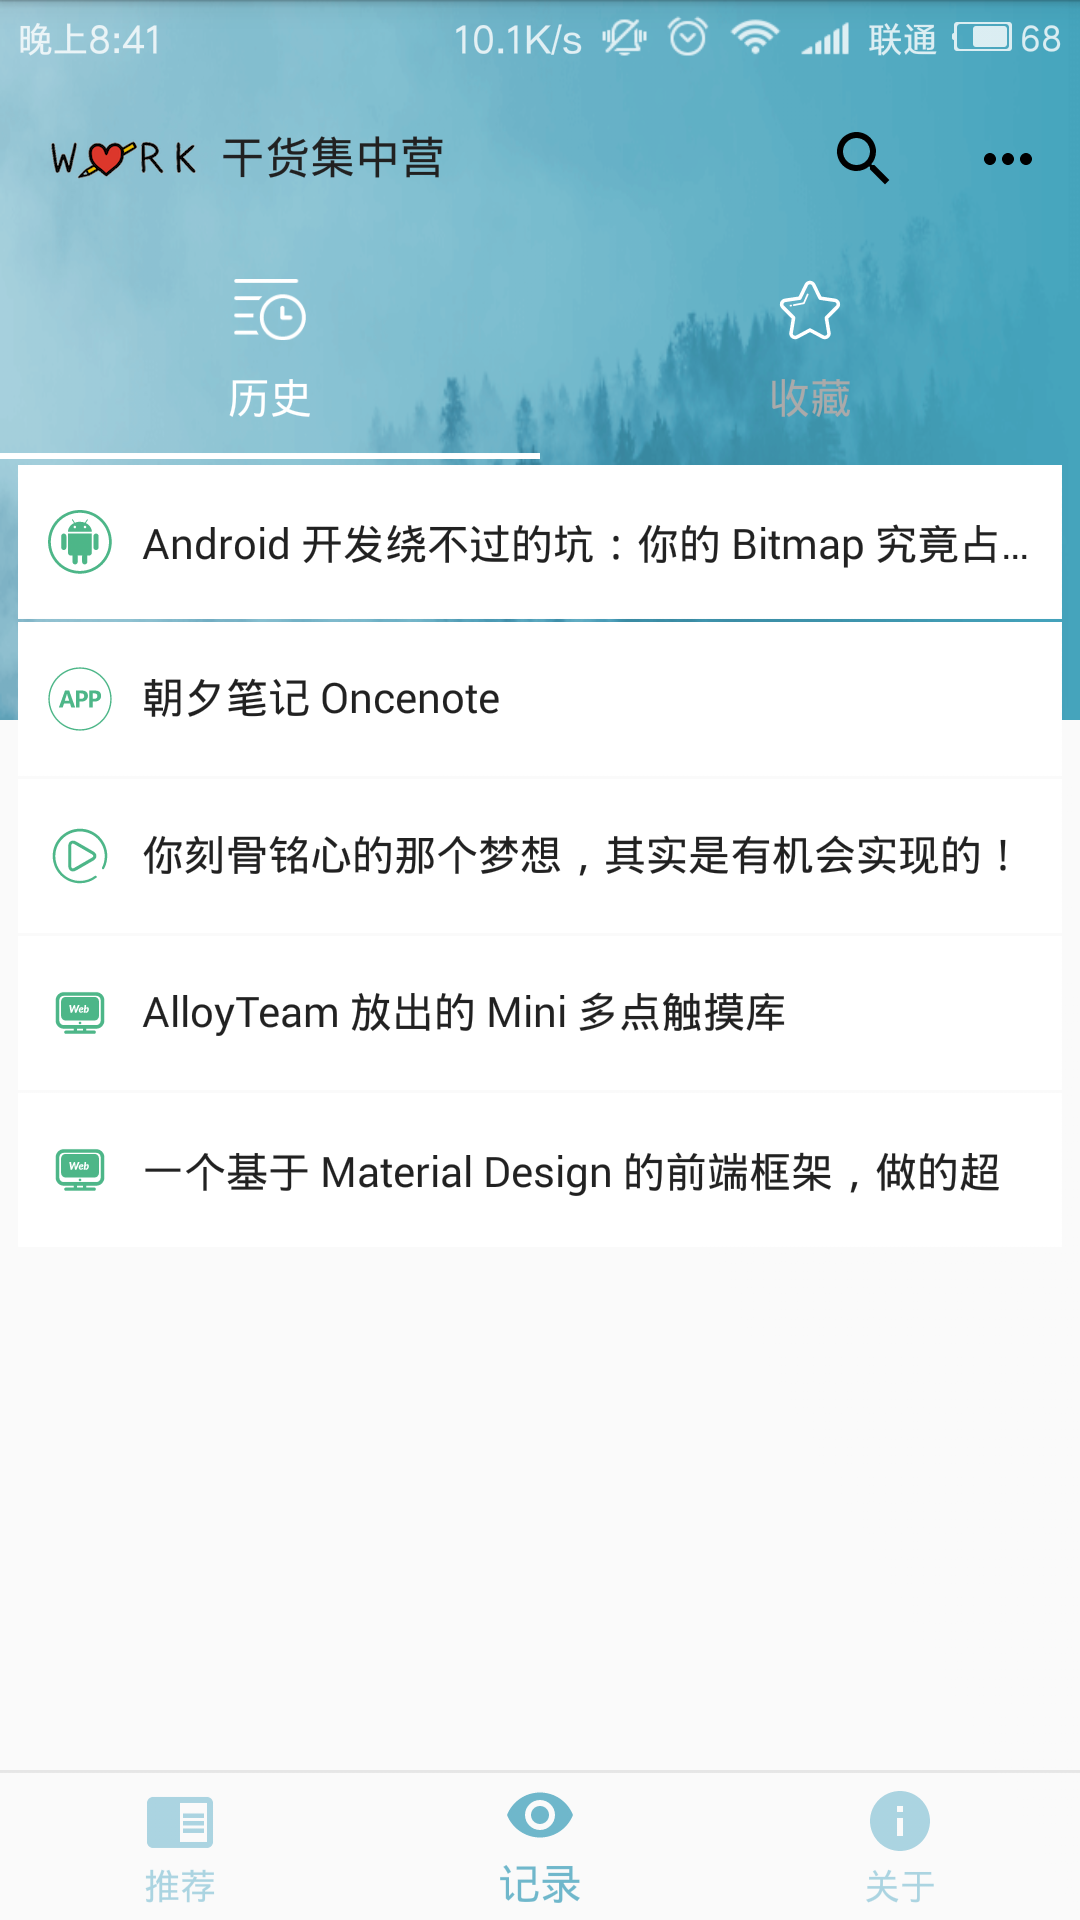 晚上8:41 10.1K/s 联通 68
W RK 干货集中营
历史 收藏
Android 开发绕不过的坑：你的 Bitmap 究竟占...
APP 朝夕笔记 Oncenote
你刻骨铭心的那个梦想，其实是有机会实现的！
Web AlloyTeam 放出的 Mini 多点触摸库
Web 一个基于 Material Design 的前端框架，做的超
推荐 记录 关于